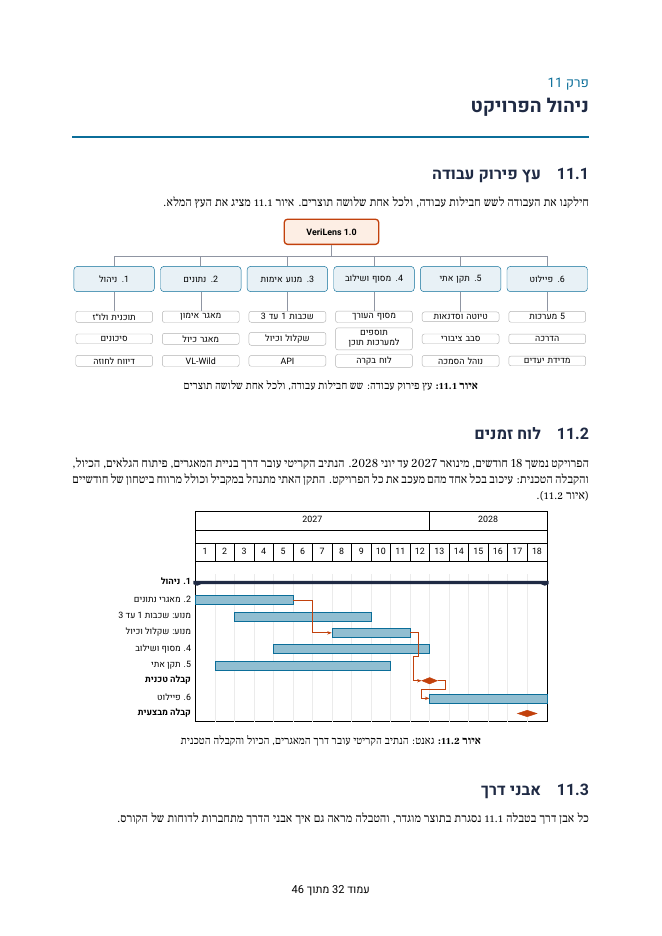 פרק 11
ניהול הפרויקט
11.1 עץ פירוק עבודה
חילקנו את העבודה לשש חבילות עבודה, ולכל אחת שלושה תוצרים. איור 11.1 מציג את העץ המלא.
VeriLens 1.0
1. ניהול
2. נתונים
3. מנוע אימות
4. מסוף ושילוב
5. תקן אתי
6. פיילוט
תוכנית ולו"ז
מאגר אימון
שכבות 1 עד 3
מסוף העורך
טיוטה וסדנאות
5 מערכות
סיכונים
מאגר כיול
שקלול וכיול
תוספים
למערכות תוכן
סבב ציבורי
הדרכה
דיווח לחוזה
VL-Wild
API
לוח בקרה
נוהל הסמכה
מדידת יעדים
איור 11.1: עץ פירוק עבודה: שש חבילות עבודה, ולכל אחת שלושה תוצרים
11.2 לוח זמנים
הפרויקט נמשך 18 חודשים, מינואר 2027 עד יוני 2028. הנתיב הקריטי עובר דרך בניית המאגרים, פיתוח הגלאים, הכיול,
והקבלה הטכנית: עיכוב בכל אחד מהם מעכב את כל הפרויקט. התקן האתי מתנהל במקביל וכולל מרווח ביטחון של חודשיים
(איור 11.2).
2027 2028
1 2 3 4 5 6 7 8 9 10 11 12 13 14 15 16 17 18
1. ניהול
2. מאגרי נתונים
מנוע: שכבות 1 עד 3
מנוע: שקלול וכיול
4. מסוף ושילוב
5. תקן אתי
קבלה טכנית
6. פיילוט
קבלה מבצעית
איור 11.2: גאנט: הנתיב הקריטי עובר דרך המאגרים, הכיול והקבלה הטכנית
11.3 אבני דרך
כל אבן דרך בטבלה 11.1 נסגרת בתוצר מוגדר, והטבלה מראה גם איך אבני הדרך מתחברות לדוחות של הקורס.
עמוד 32 מתוך 46